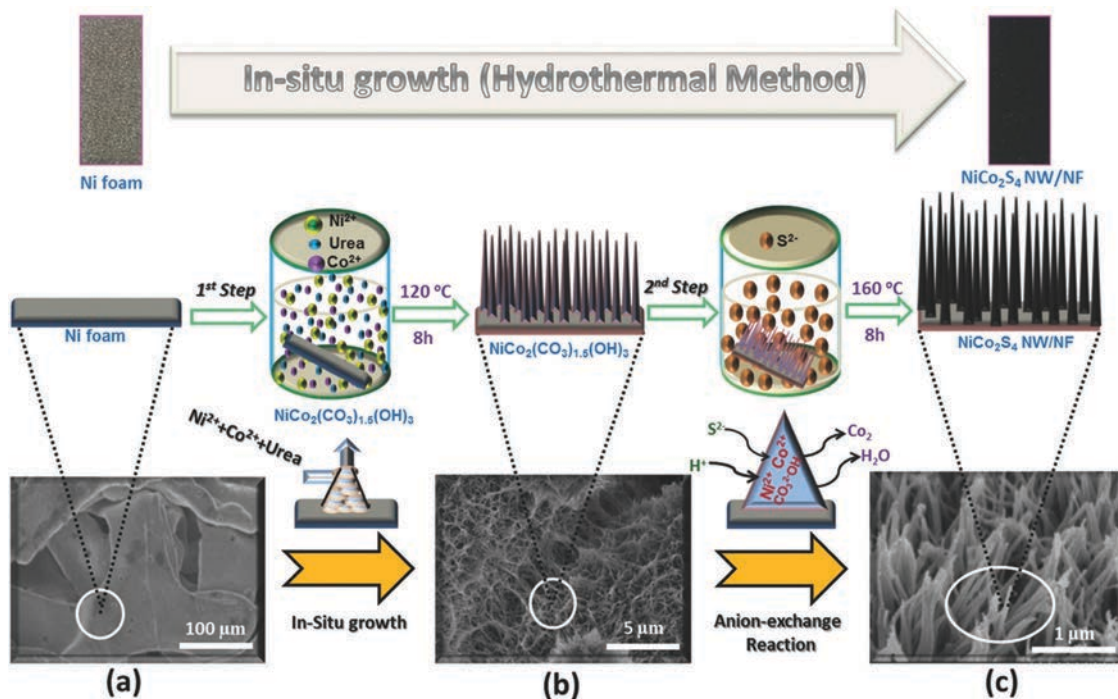 In-situ growth (Hydrothermal Method)
Ni foam
NiCo₂S₄ NW/NF
Ni²⁺
Urea
Co²⁺
S²⁻
1ˢᵗ Step
120 ºC
8h
2ⁿᵈ Step
160 ºC
8h
Ni foam
NiCo₂(CO₃)₁.₅(OH)₃
NiCo₂S₄ NW/NF
NiCo₂(CO₃)₁.₅(OH)₃
Ni²⁺+Co²⁺+Urea
S²⁻
H⁺
Ni²⁺ Co²⁺
CO₃²⁻OH⁻
Co₂
H₂O
100 µm
In-Situ growth
5 µm
Anion-exchange
Reaction
1 µm
(a)
(b)
(c)